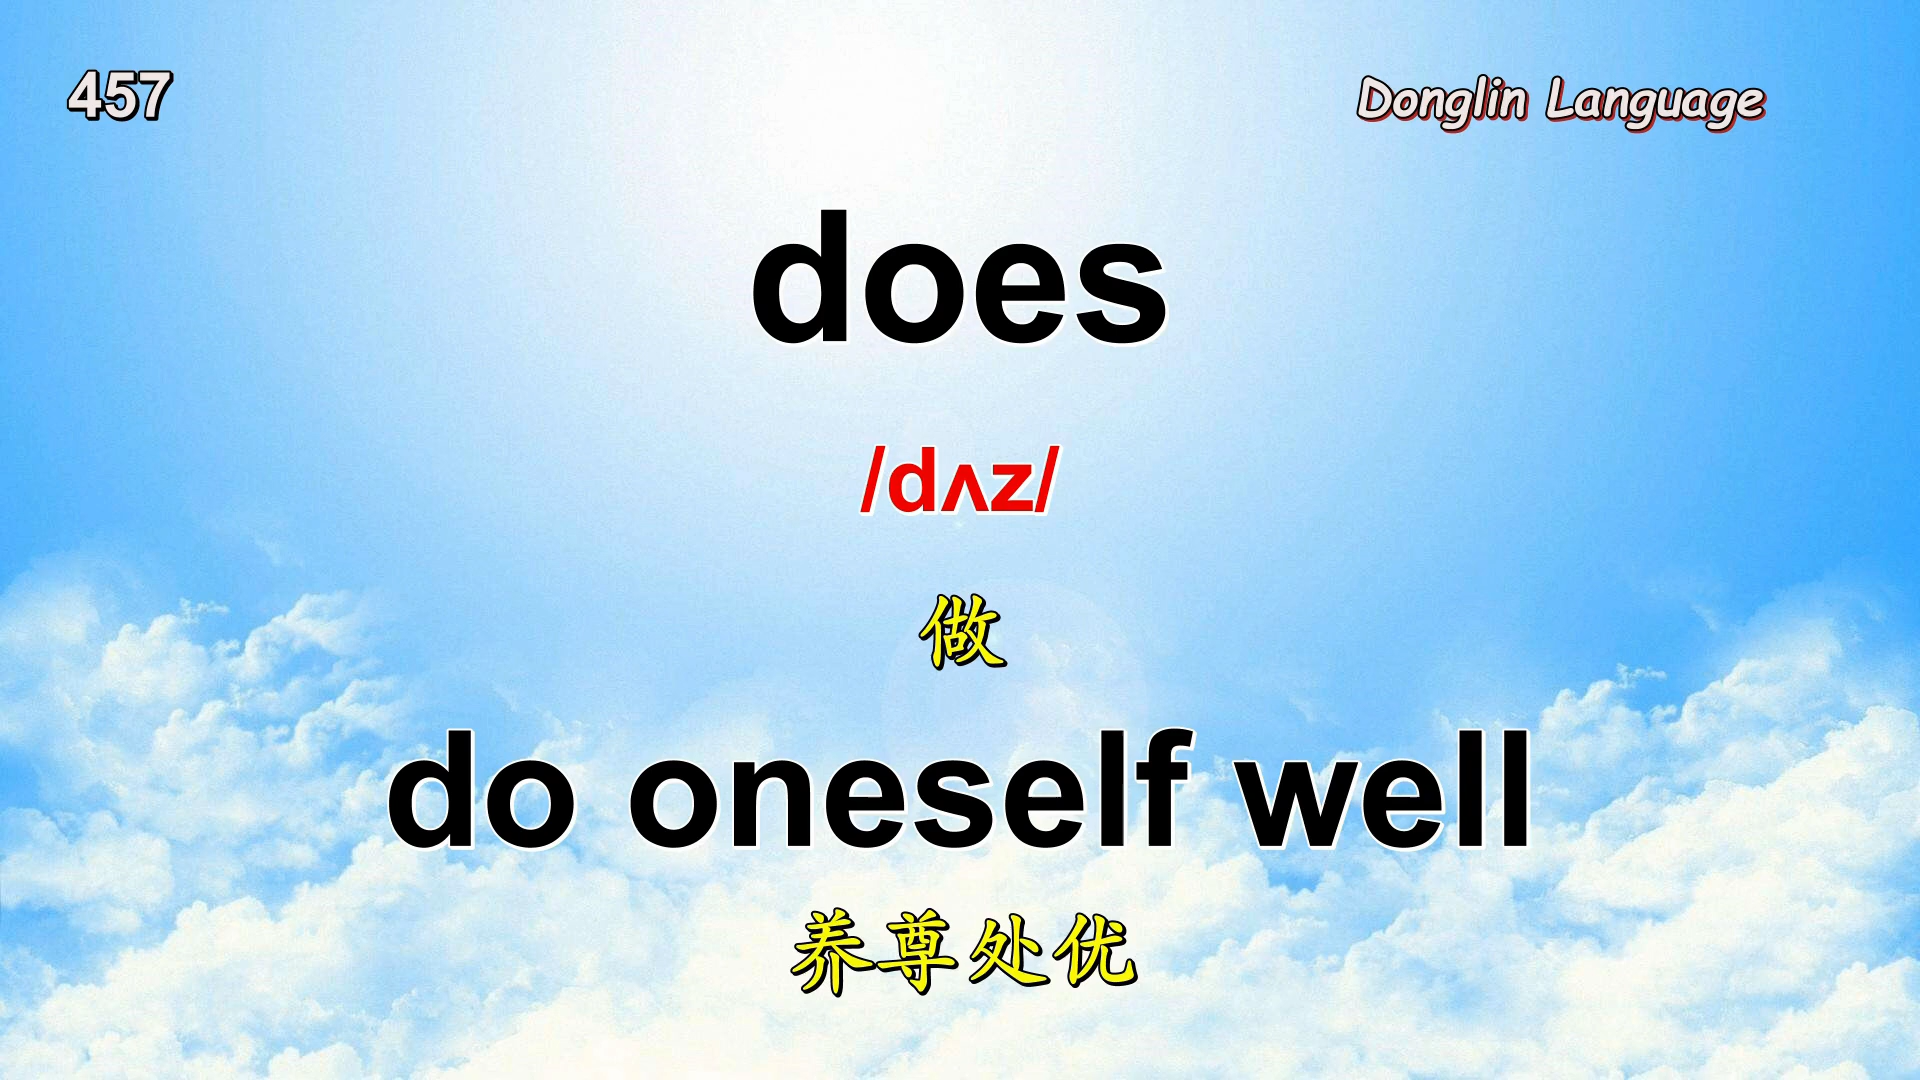 457
Donglin Language
does
/dʌz/
做
do oneself well
养尊处优